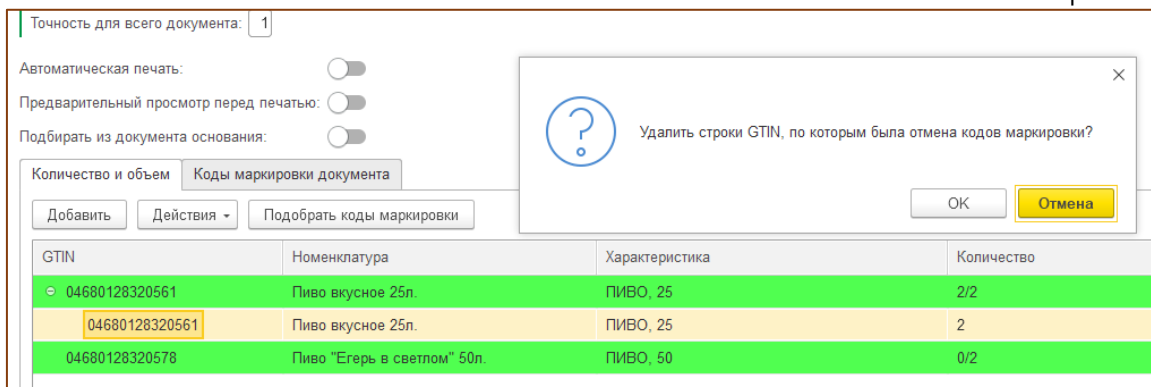 Точность для всего документа: 1
Автоматическая печать:
Предварительный просмотр перед печатью:
Подбирать из документа основания:
Удалить строки GTIN, по которым была отмена кодов маркировки?
OK Отмена
Количество и объем Коды маркировки документа
Добавить Действия Подобрать коды маркировки
GTIN Номенклатура Характеристика Количество
04680128320561 Пиво вкусное 25л. ПИВО, 25 2/2
04680128320561 Пиво вкусное 25л. ПИВО, 25 2
04680128320578 Пиво "Егерь в светлом" 50л. ПИВО, 50 0/2